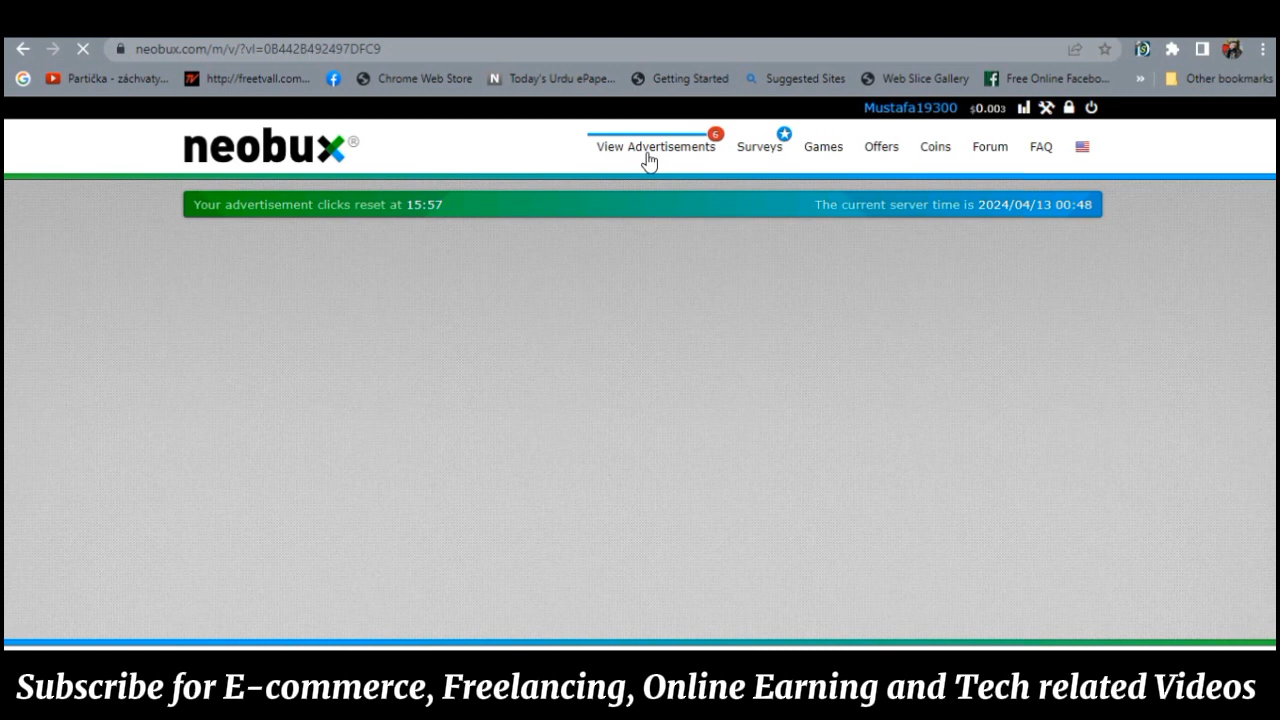 neobux.com/m/v/?vl=0B442B492497DFC9
Partička - záchvaty... http://freetvall.com... Chrome Web Store Today's Urdu ePape... Getting Started Suggested Sites Web Slice Gallery Free Online Facebo... » Other bookmarks
Mustafa19300 $0.003
neobux® View Advertisements 6 Surveys Games Offers Coins Forum FAQ
Your advertisement clicks reset at 15:57 The current server time is 2024/04/13 00:48
Subscribe for E-commerce, Freelancing, Online Earning and Tech related Videos